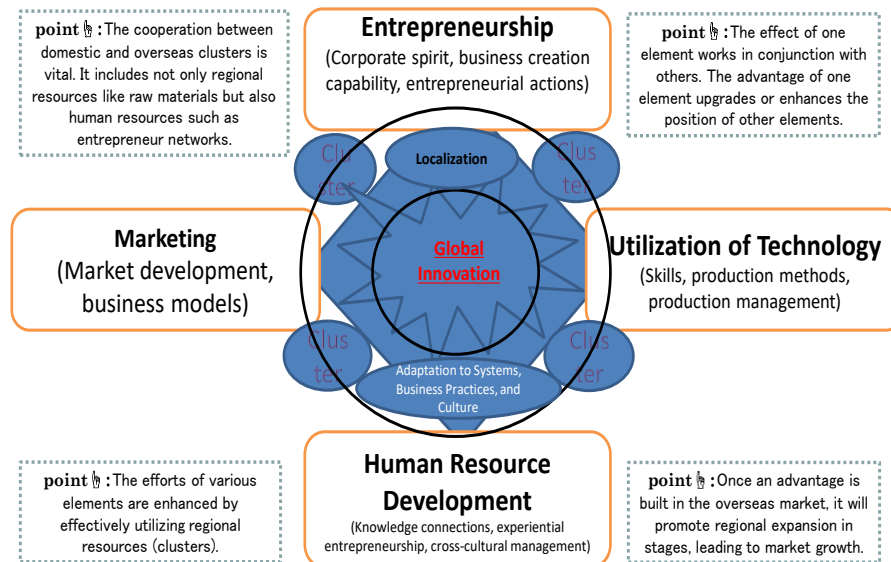 point☝:The cooperation between
domestic and overseas clusters is
vital. It includes not only regional
resources like raw materials but also
human resources such as
entrepreneur networks.
Entrepreneurship
(Corporate spirit, business creation
capability, entrepreneurial actions)
point☝:The effect of one
element works in conjunction with
others. The advantage of one
element upgrades or enhances the
position of other elements.
Clu
ster
Localization
Clus
ter
Marketing
(Market development,
business models)
Global
Innovation
Utilization of Technology
(Skills, production methods,
production management)
Clus
ter
Adaptation to Systems,
Business Practices, and
Culture
Clus
ter
point☝:The efforts of various
elements are enhanced by
effectively utilizing regional
resources (clusters).
Human Resource
Development
(Knowledge connections, experiential
entrepreneurship, cross-cultural management)
point☝:Once an advantage is
built in the overseas market, it will
promote regional expansion in
stages, leading to market growth.